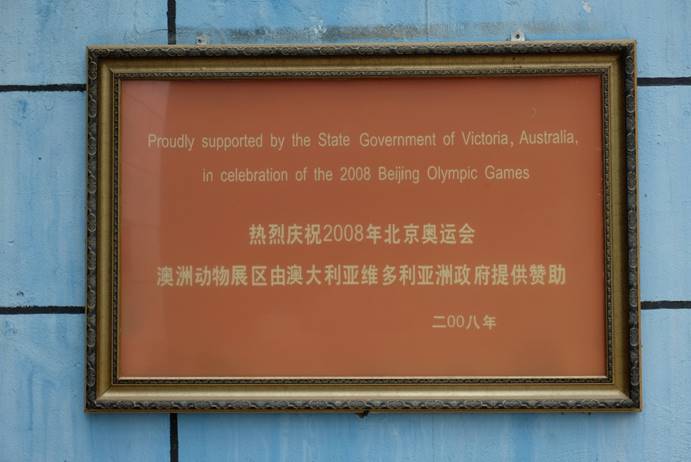 Proudly supported by the State Government of Victoria, Australia,
in celebration of the 2008 Beijing Olympic Games
热烈庆祝2008年北京奥运会
澳洲动物展区由澳大利亚维多利亚洲政府提供赞助
二00八年